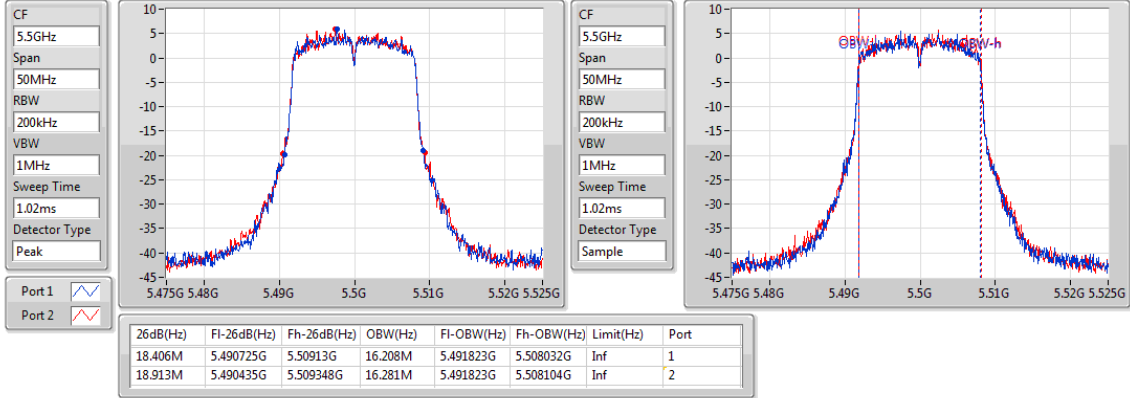 CF
5.5GHz
Span
50MHz
RBW
200kHz
VBW
1MHz
Sweep Time
1.02ms
Detector Type
Peak
Port 1
Port 2
10
5
0
-5
-10
-15
-20
-25
-30
-35
-40
-45
5.475G 5.48G 5.49G 5.5G 5.51G 5.52G 5.525G
CF
5.5GHz
Span
50MHz
RBW
200kHz
VBW
1MHz
Sweep Time
1.02ms
Detector Type
Sample
10
5
0
-5
-10
-15
-20
-25
-30
-35
-40
-45
OBW-h
5.475G 5.48G 5.49G 5.5G 5.51G 5.52G 5.525G
26dB(Hz) Fl-26dB(Hz) Fh-26dB(Hz) OBW(Hz) Fl-OBW(Hz) Fh-OBW(Hz) Limit(Hz) Port
18.406M 5.490725G 5.50913G 16.208M 5.491823G 5.508032G Inf 1
18.913M 5.490435G 5.509348G 16.281M 5.491823G 5.508104G Inf 2